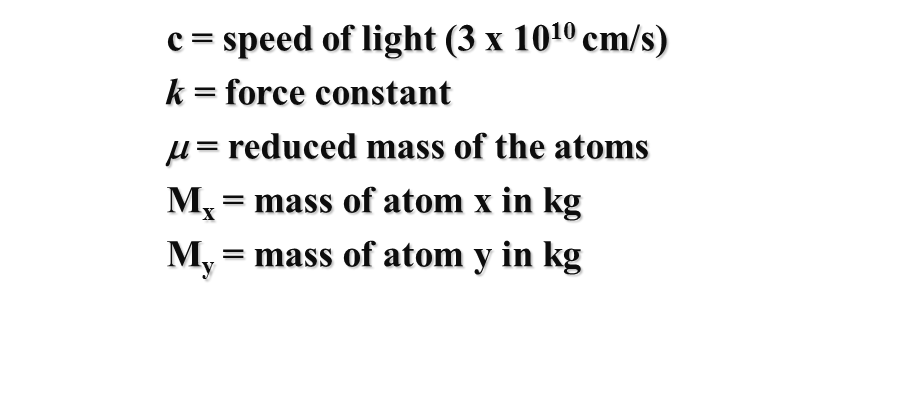 c = speed of light (3 x 10¹⁰ cm/s)
k = force constant
μ = reduced mass of the atoms
Mₓ = mass of atom x in kg
Mᵧ = mass of atom y in kg